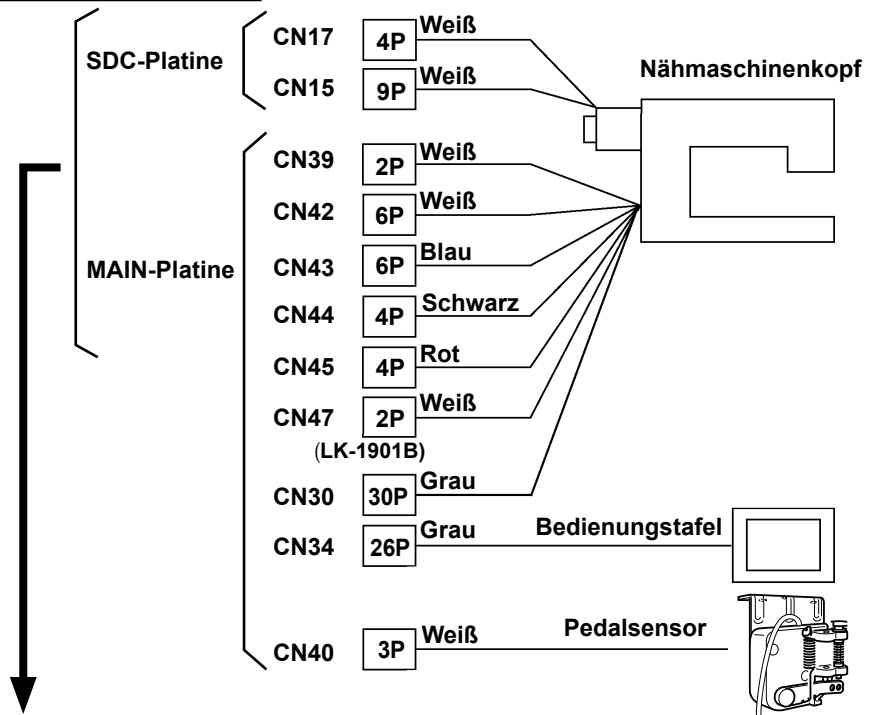 SDC-Platine
CN17 4P Weiß
CN15 9P Weiß
Nähmaschinenkopf
MAIN-Platine
CN39 2P Weiß
CN42 6P Weiß
CN43 6P Blau
CN44 4P Schwarz
CN45 4P Rot
CN47 2P Weiß
(LK-1901B)
CN30 30P Grau
CN34 26P Grau Bedienungstafel
CN40 3P Weiß Pedalsensor